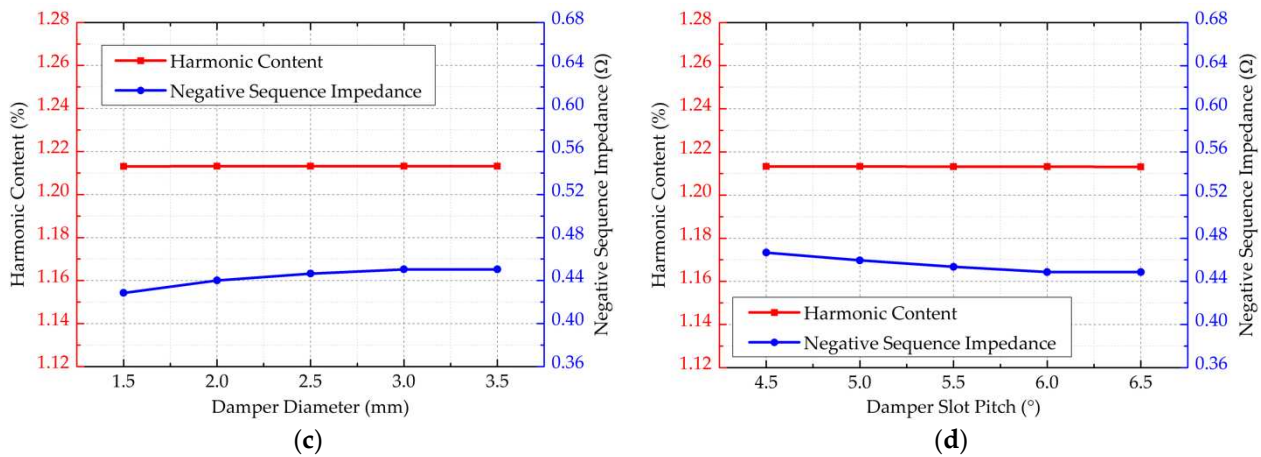 1.28
1.26
1.24
1.22
1.20
1.18
1.16
1.14
1.12
Harmonic Content (%)
Harmonic Content
Negative Sequence Impedance
0.68
0.64
0.60
0.56
0.52
0.48
0.44
0.40
0.36
Negative Sequence Impedance (Ω)
1.5 2.0 2.5 3.0 3.5
Damper Diameter (mm)
(c)
1.28
1.26
1.24
1.22
1.20
1.18
1.16
1.14
1.12
Harmonic Content (%)
Harmonic Content
Negative Sequence Impedance
0.68
0.64
0.60
0.56
0.52
0.48
0.44
0.40
0.36
Negative Sequence Impedance (Ω)
4.5 5.0 5.5 6.0 6.5
Damper Slot Pitch (°)
(d)